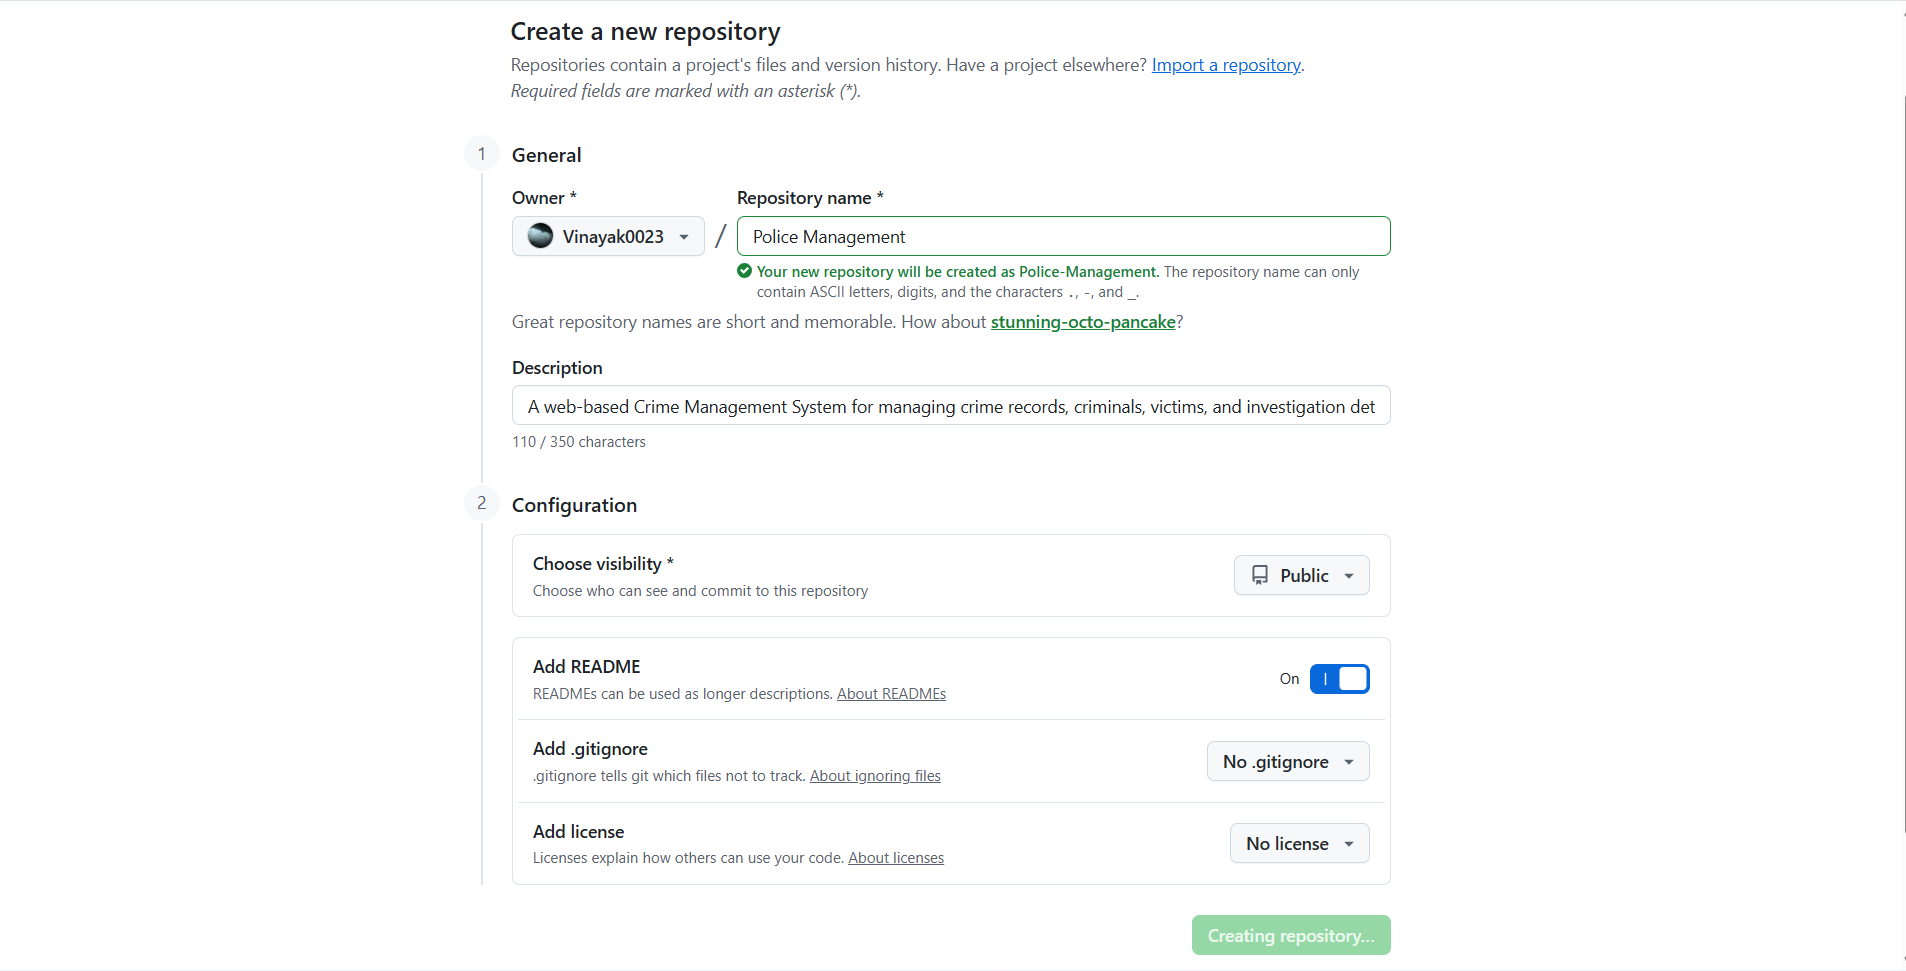 Create a new repository
Repositories contain a project's files and version history. Have a project elsewhere? Import a repository.
Required fields are marked with an asterisk (*).
1 General
Owner * Repository name *
Vinayak0023 / Police Management
Your new repository will be created as Police-Management. The repository name can only
contain ASCII letters, digits, and the characters ., -, and _.
Great repository names are short and memorable. How about stunning-octo-pancake?
Description
A web-based Crime Management System for managing crime records, criminals, victims, and investigation det
110 / 350 characters
2 Configuration
Choose visibility *
Public
Choose who can see and commit to this repository
Add README
On
READMEs can be used as longer descriptions. About READMEs
Add .gitignore
No .gitignore
.gitignore tells git which files not to track. About ignoring files
Add license
No license
Licenses explain how others can use your code. About licenses
Creating repository...